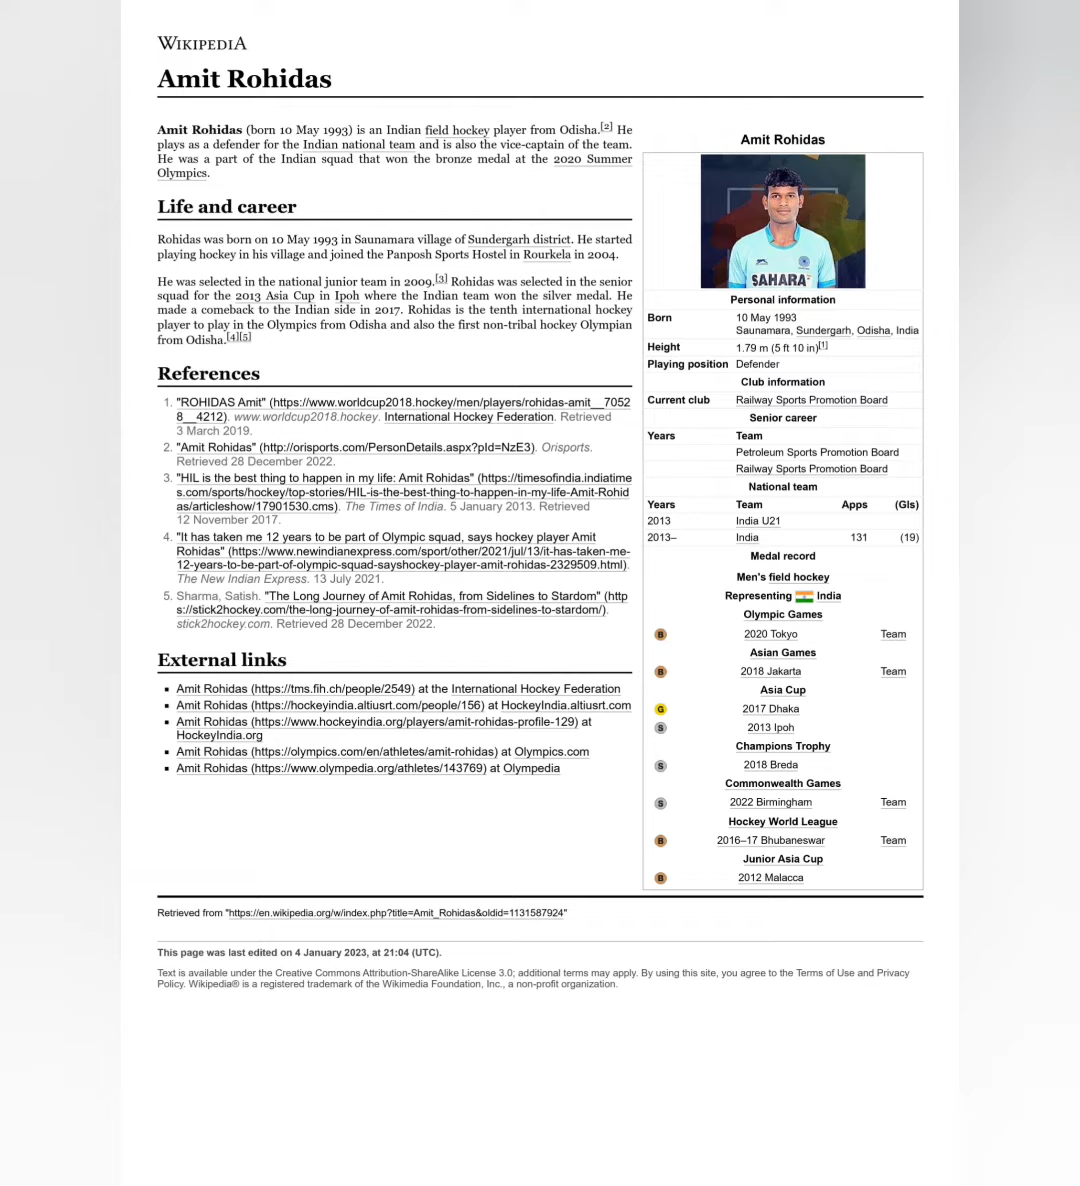 WIKIPEDIA
Amit Rohidas
Amit Rohidas (born 10 May 1993) is an Indian field hockey player from Odisha.[2] He
plays as a defender for the Indian national team and is also the vice-captain of the team.
He was a part of the Indian squad that won the bronze medal at the 2020 Summer
Olympics.
Life and career
Rohidas was born on 10 May 1993 in Saunamara village of Sundergarh district. He started
playing hockey in his village and joined the Panposh Sports Hostel in Rourkela in 2004.
He was selected in the national junior team in 2009.[3] Rohidas was selected in the senior
squad for the 2013 Asia Cup in Ipoh where the Indian team won the silver medal. He
made a comeback to the Indian side in 2017. Rohidas is the tenth international hockey
player to play in the Olympics from Odisha and also the first non-tribal hockey Olympian
from Odisha.[4][5]
References
1. "ROHIDAS Amit" (https://www.worldcup2018.hockey/men/players/rohidas-amit__7052
8__4212). www.worldcup2018.hockey. International Hockey Federation. Retrieved
3 March 2019.
2. "Amit Rohidas" (http://orisports.com/PersonDetails.aspx?pId=NzE3). Orisports.
Retrieved 28 December 2022.
3. "HIL is the best thing to happen in my life: Amit Rohidas" (https://timesofindia.indiatime
s.com/sports/hockey/top-stories/HIL-is-the-best-thing-to-happen-in-my-life-Amit-Rohid
as/articleshow/17901530.cms). The Times of India. 5 January 2013. Retrieved
12 November 2017.
4. "It has taken me 12 years to be part of Olympic squad, says hockey player Amit
Rohidas" (https://www.newindianexpress.com/sport/other/2021/jul/13/it-has-taken-me-
12-years-to-be-part-of-olympic-squad-sayshockey-player-amit-rohidas-2329509.html).
The New Indian Express. 13 July 2021.
5. Sharma, Satish. "The Long Journey of Amit Rohidas, from Sidelines to Stardom" (http
s://stick2hockey.com/the-long-journey-of-amit-rohidas-from-sidelines-to-stardom/).
stick2hockey.com. Retrieved 28 December 2022.
External links
Amit Rohidas (https://tms.fih.ch/people/2549) at the International Hockey Federation
Amit Rohidas (https://hockeyindia.altiusrt.com/people/156) at HockeyIndia.altiusrt.com
Amit Rohidas (https://www.hockeyindia.org/players/amit-rohidas-profile-129) at
HockeyIndia.org
Amit Rohidas (https://olympics.com/en/athletes/amit-rohidas) at Olympics.com
Amit Rohidas (https://www.olympedia.org/athletes/143769) at Olympedia
Amit Rohidas
SAHARA
Personal information
Born 10 May 1993
Saunamara, Sundergarh, Odisha, India
Height 1.79 m (5 ft 10 in)[1]
Playing position Defender
Club information
Current club Railway Sports Promotion Board
Senior career
Years Team
Petroleum Sports Promotion Board
Railway Sports Promotion Board
National team
Years Team Apps (Gls)
2013 India U21
2013– India 131 (19)
Medal record
Men's field hockey
Representing India
Olympic Games
B 2020 Tokyo Team
Asian Games
B 2018 Jakarta Team
Asia Cup
G 2017 Dhaka
S 2013 Ipoh
Champions Trophy
S 2018 Breda
Commonwealth Games
S 2022 Birmingham Team
Hockey World League
B 2016–17 Bhubaneswar Team
Junior Asia Cup
B 2012 Malacca
Retrieved from "https://en.wikipedia.org/w/index.php?title=Amit_Rohidas&oldid=1131587924"
This page was last edited on 4 January 2023, at 21:04 (UTC).
Text is available under the Creative Commons Attribution-ShareAlike License 3.0; additional terms may apply. By using this site, you agree to the Terms of Use and Privacy
Policy. Wikipedia® is a registered trademark of the Wikimedia Foundation, Inc., a non-profit organization.